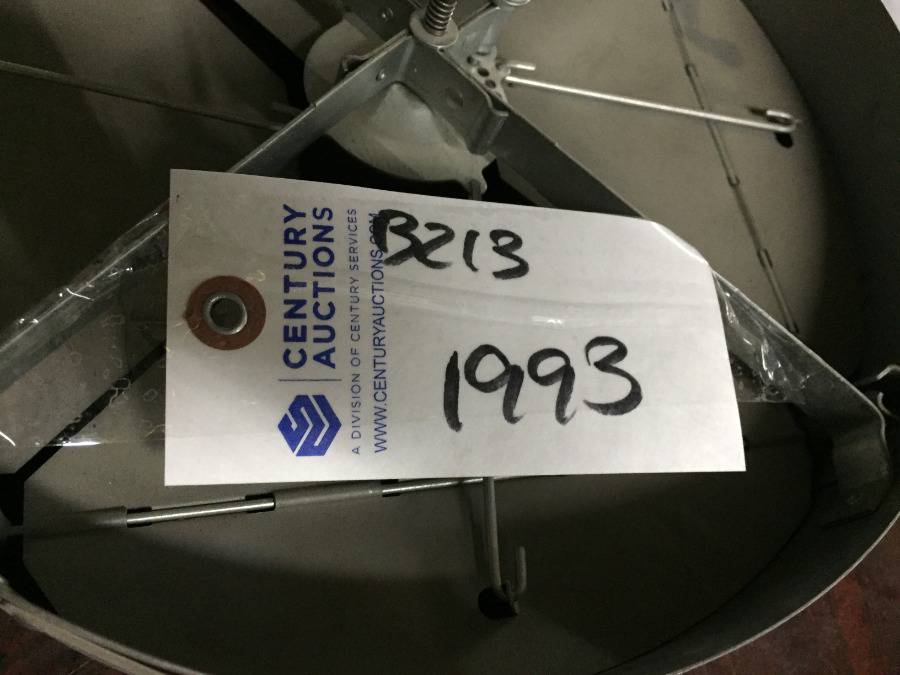 CENTURY
AUCTIONS
A DIVISION OF CENTURY SERVICES
WWW.CENTURYAUCTIONS.COM
B213
1993